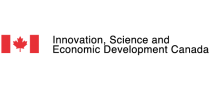 Innovation, Science and
Economic Development Canada